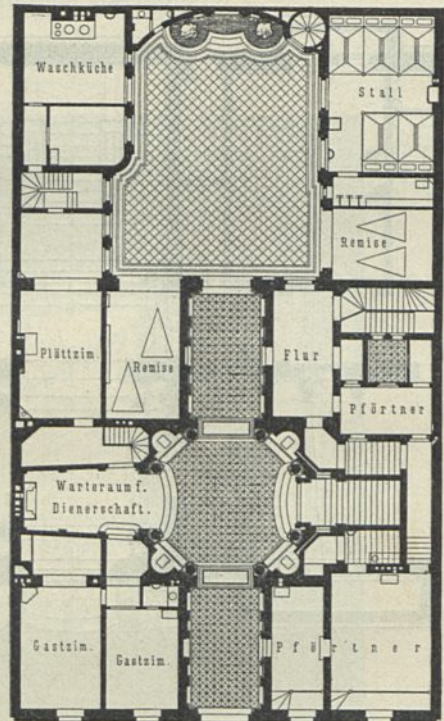 Waschküche
Stall
Remise
Plättzim.
Remise
Flur
Pförtner
Warteraum f.
Dienerschaft.
Gastzim.
Gastzim.
Pförtner